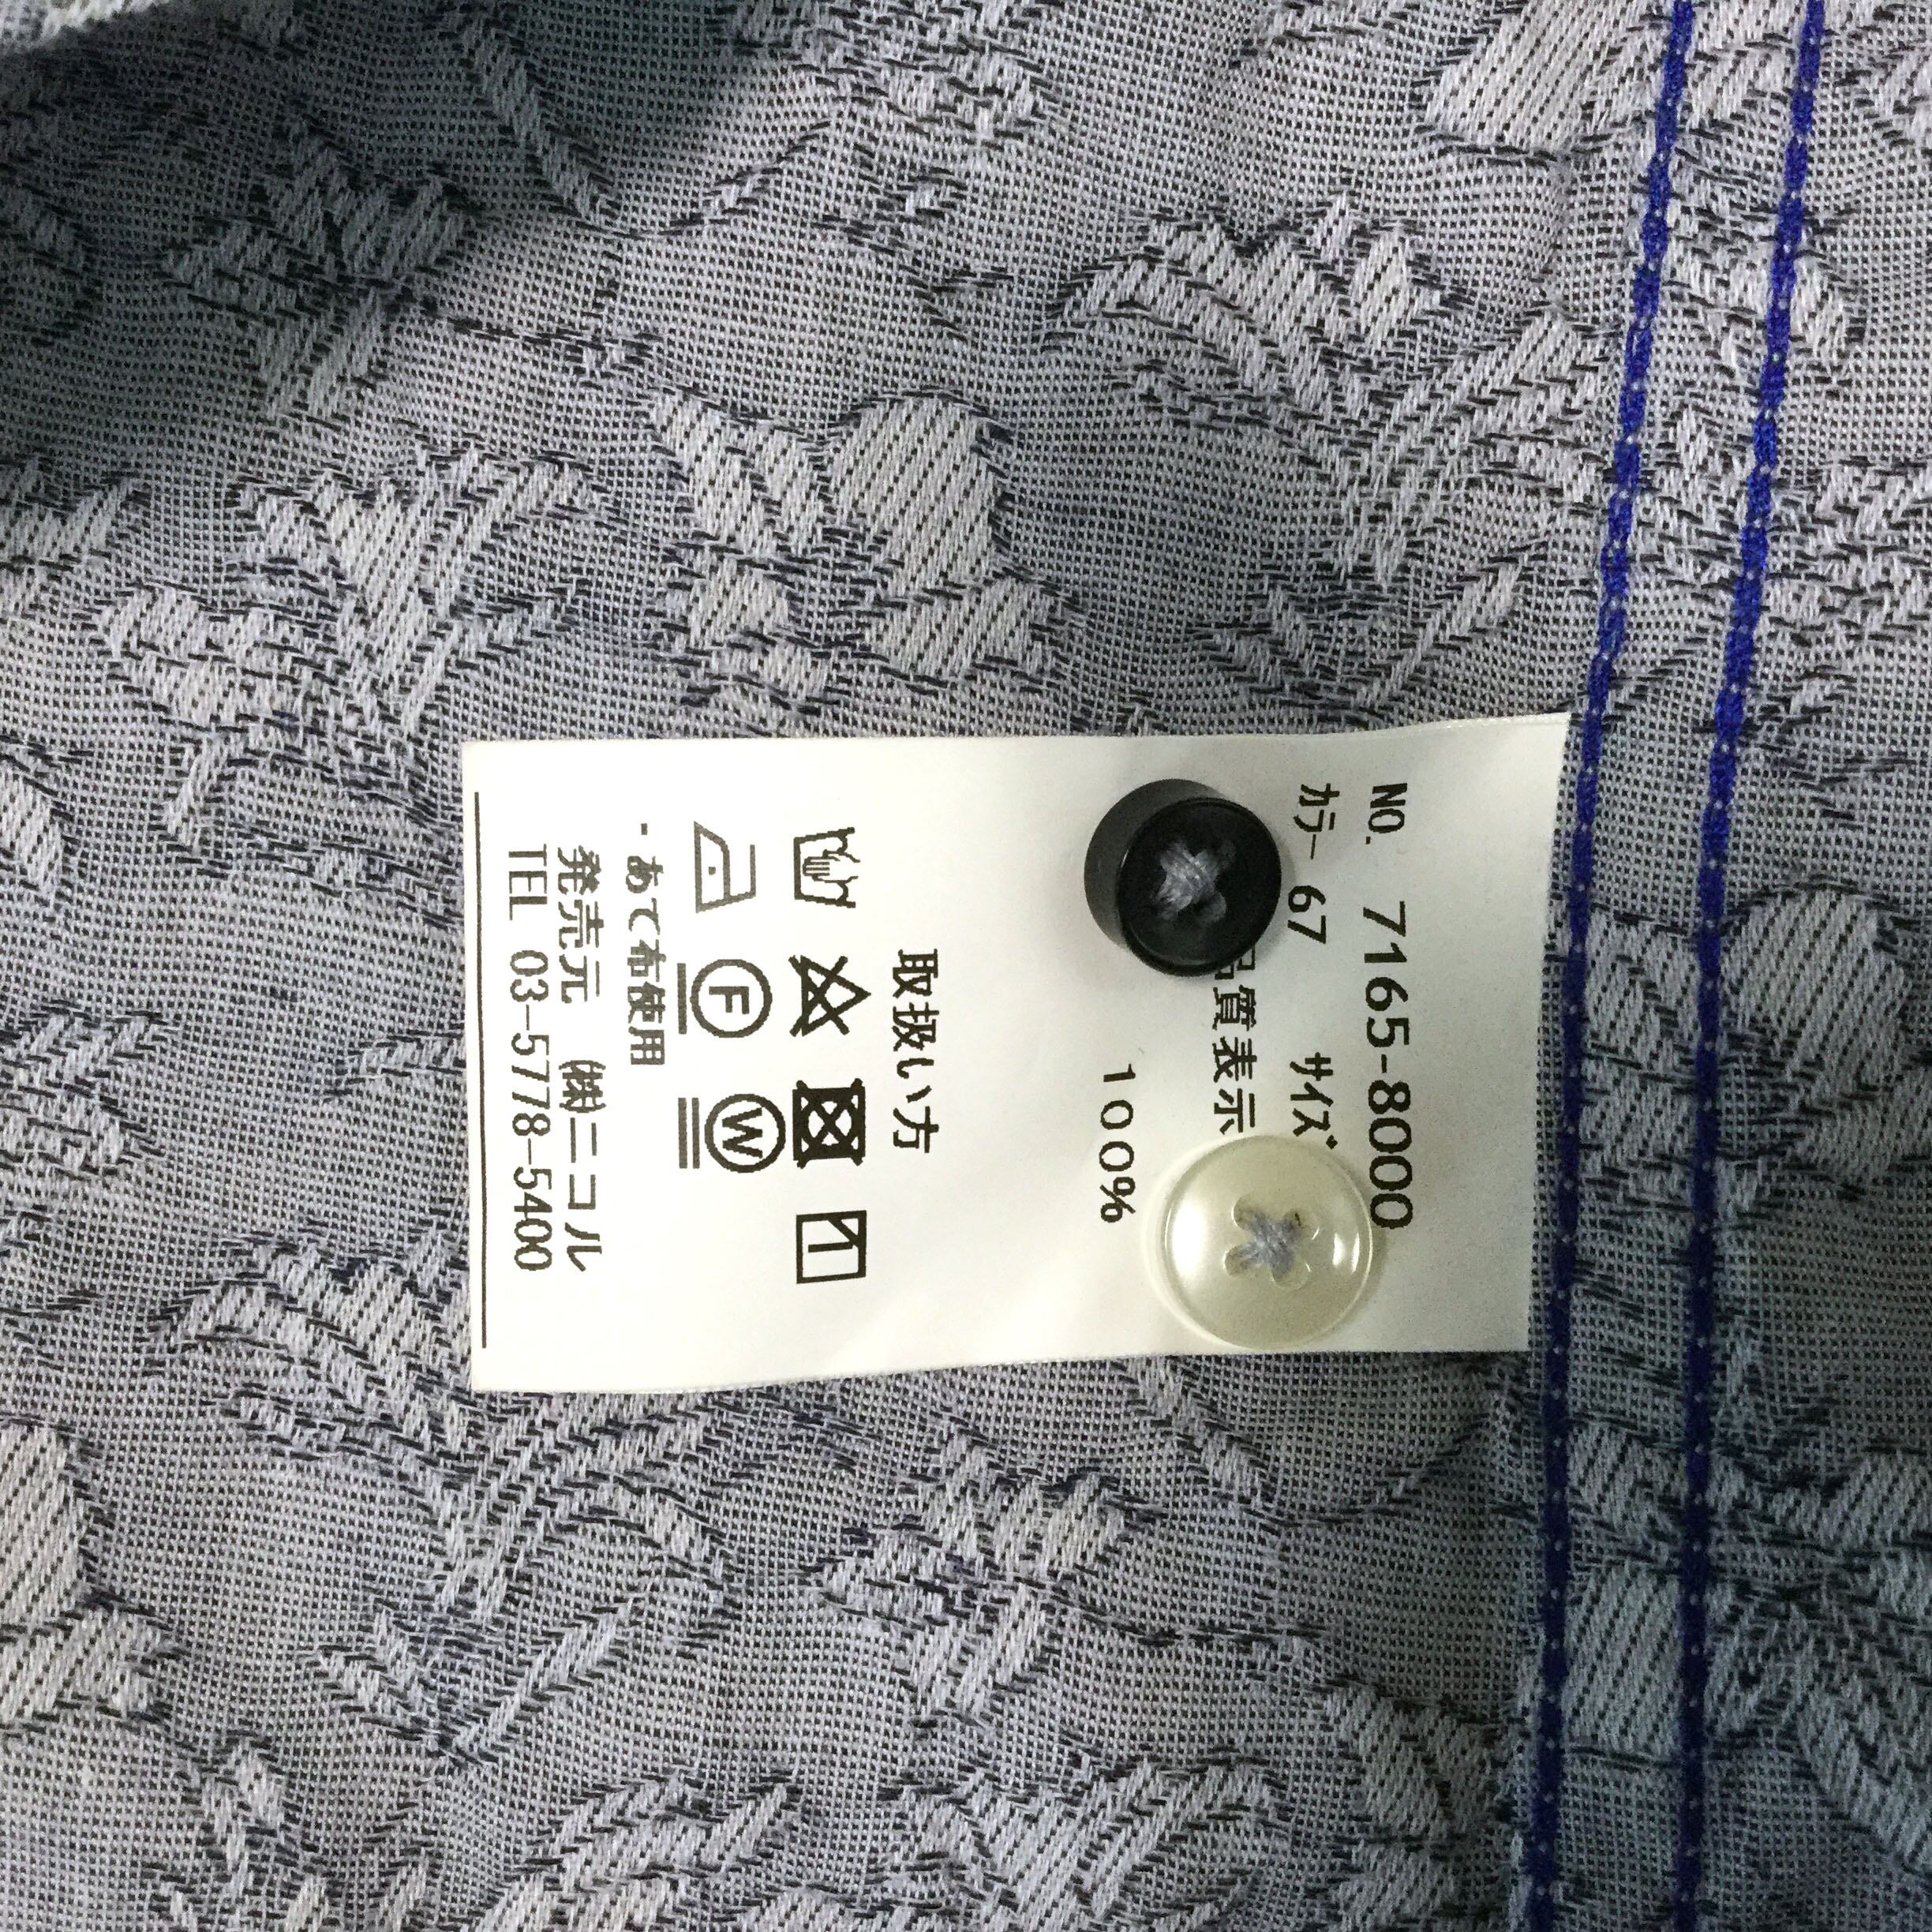 NO. 7165-8000
カラー 67 サイズ
品質表示
100%
取扱い方
F W
・あて布使用
発売元 ㈱ニコル
TEL 03-5778-5400